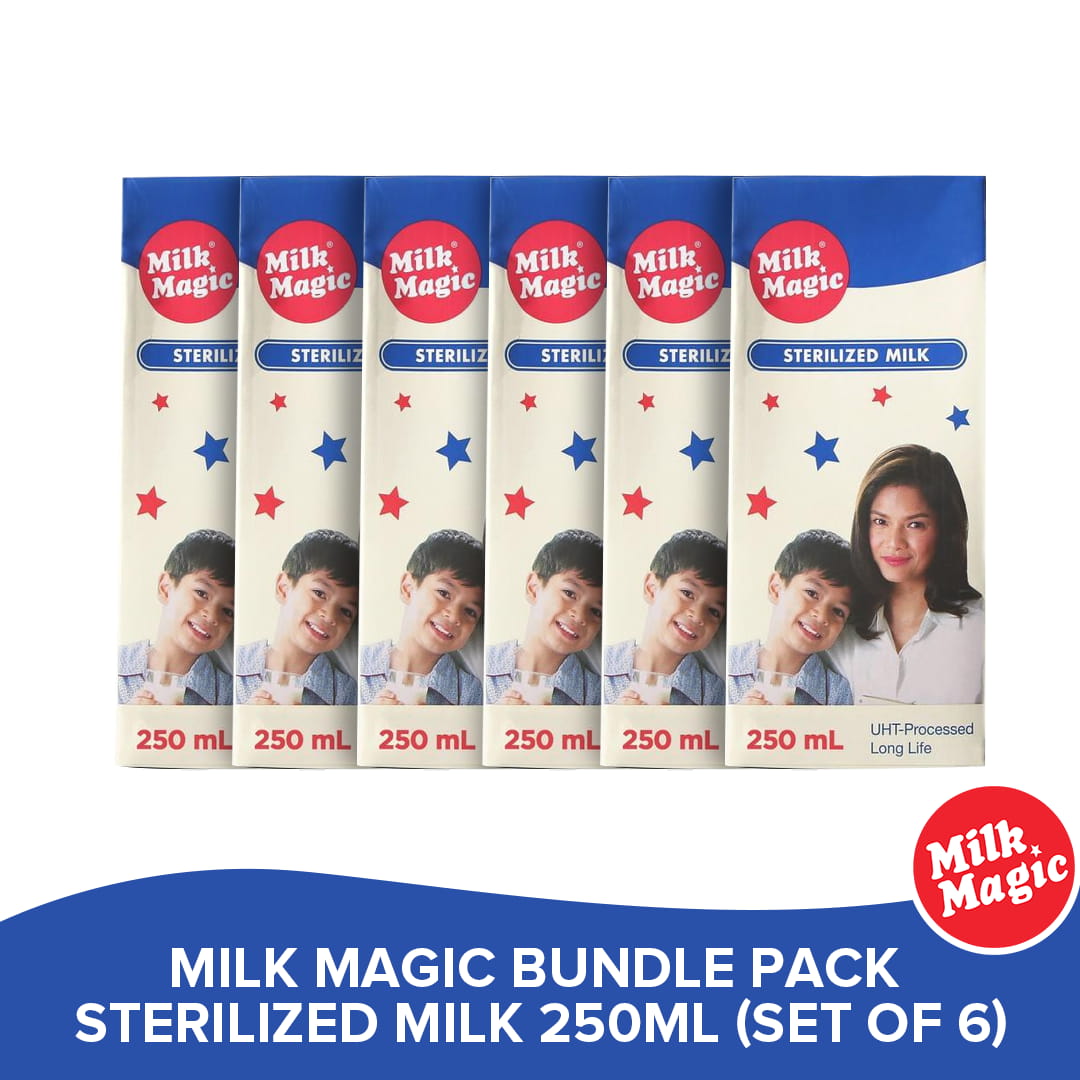 Milk® Milk® Milk® Milk® Milk® Milk®
Magic Magic Magic Magic Magic Magic
STERILIZ STERILIZ STERILIZ STERILIZ STERILIZ STERILIZED MILK
250 mL 250 mL 250 mL 250 mL 250 mL 250 mL UHT-Processed
Long Life
Milk
Magic
MILK MAGIC BUNDLE PACK
STERILIZED MILK 250ML (SET OF 6)